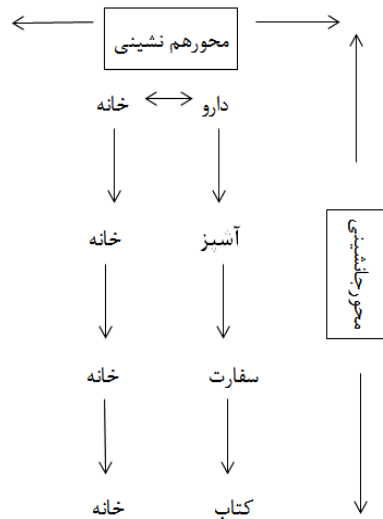 محورهم نشینی
دارو خانه
آشپز خانه
محورجانشینی
سفارت خانه
کتاب خانه